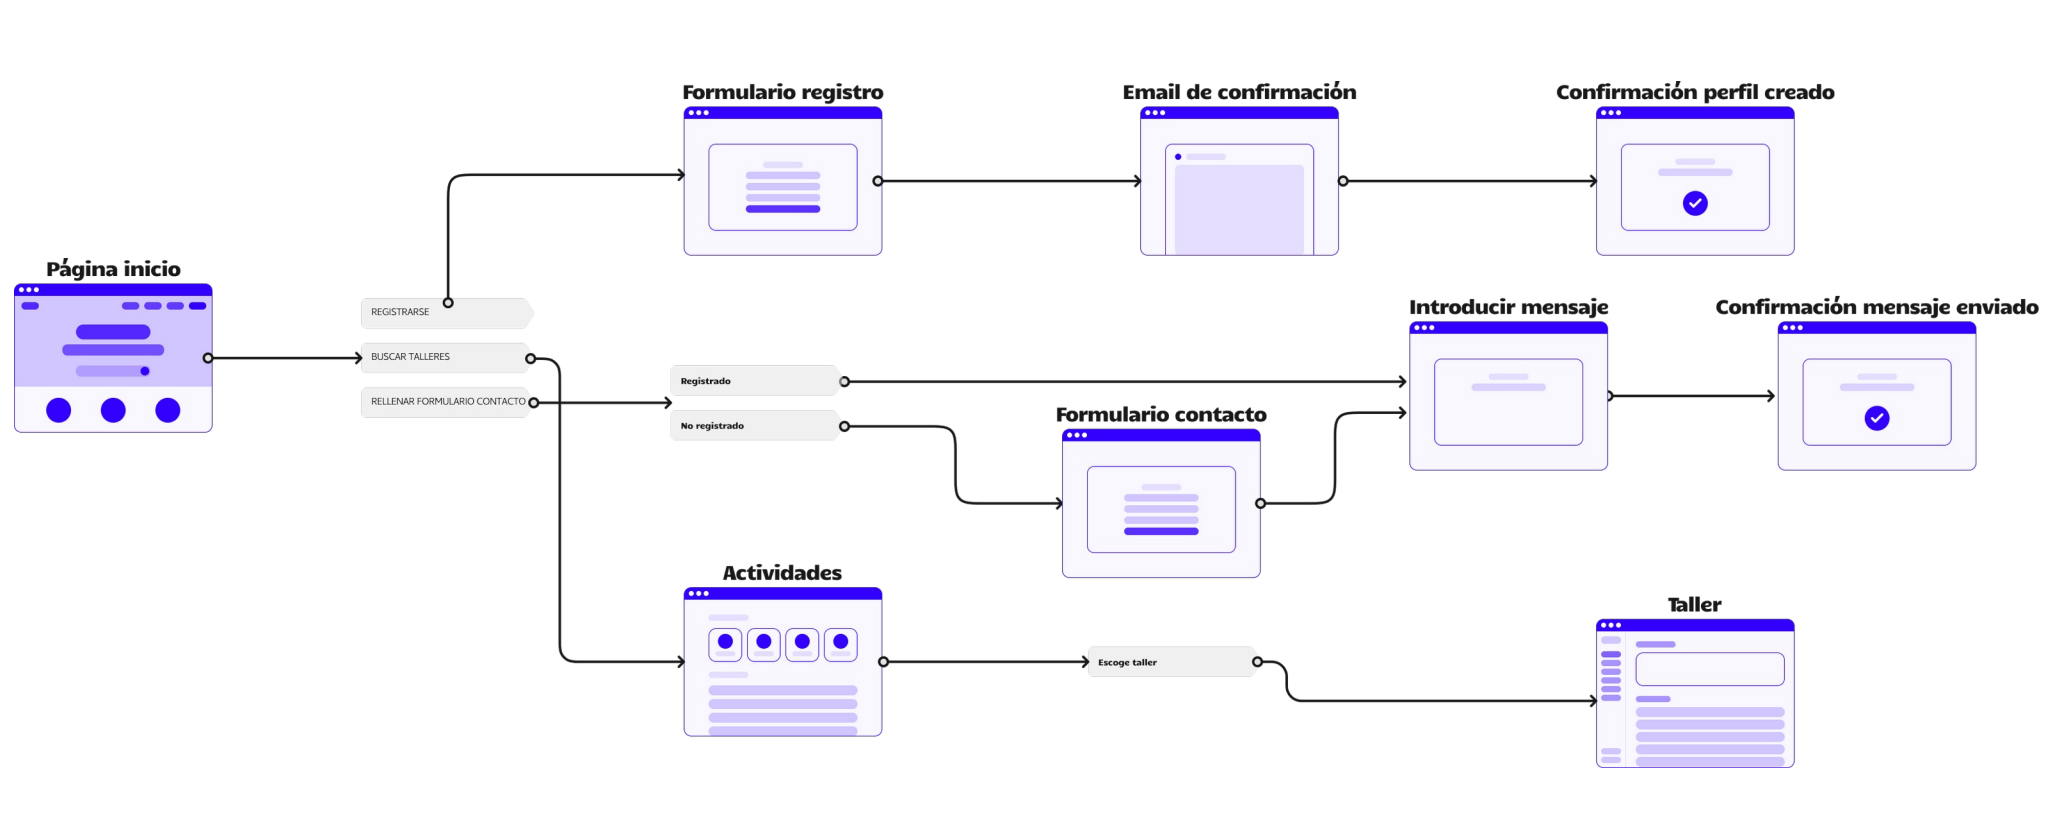 Formulario registro
Email de confirmación
Confirmación perfil creado
Página inicio
REGISTRARSE
BUSCAR TALLERES
RELLENAR FORMULARIO CONTACTO
Registrado
No registrado
Introducir mensaje
Confirmación mensaje enviado
Formulario contacto
Actividades
Escoge taller
Taller